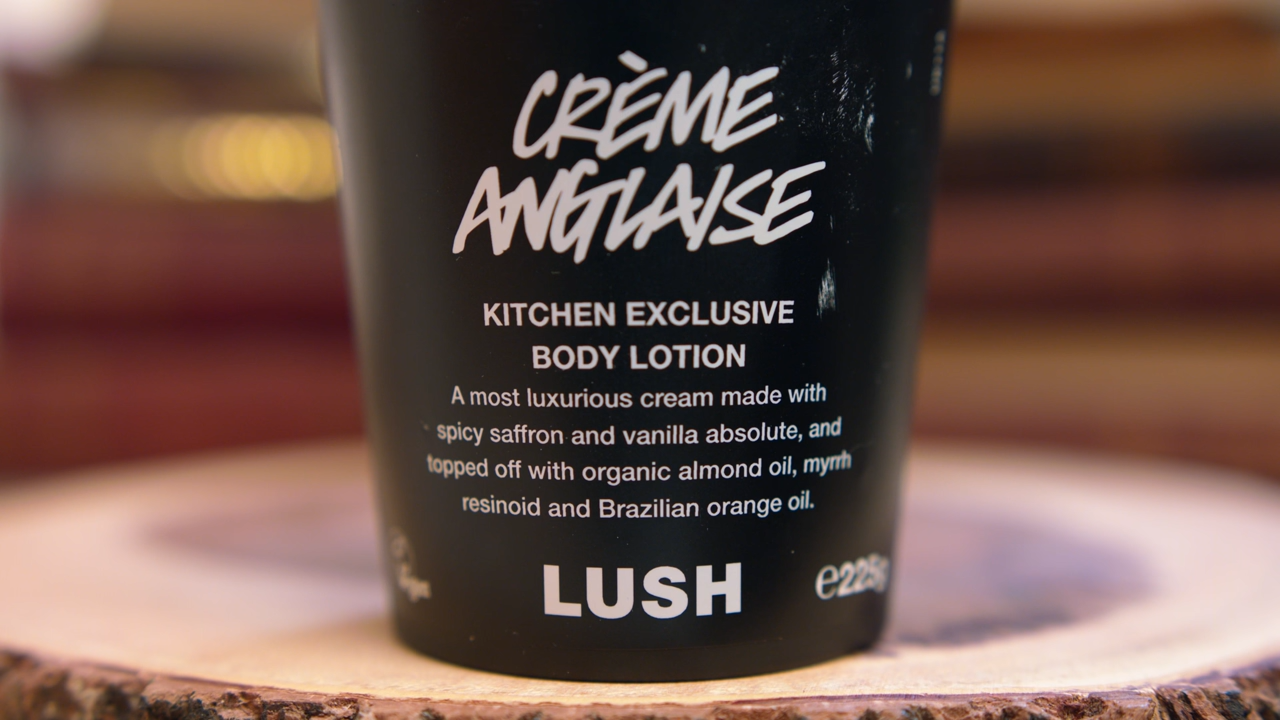 CRÈME
ANGLAISE
KITCHEN EXCLUSIVE
BODY LOTION
A most luxurious cream made with
spicy saffron and vanilla absolute, and
topped off with organic almond oil, myrrh
resinoid and Brazilian orange oil.
LUSH
℮225g